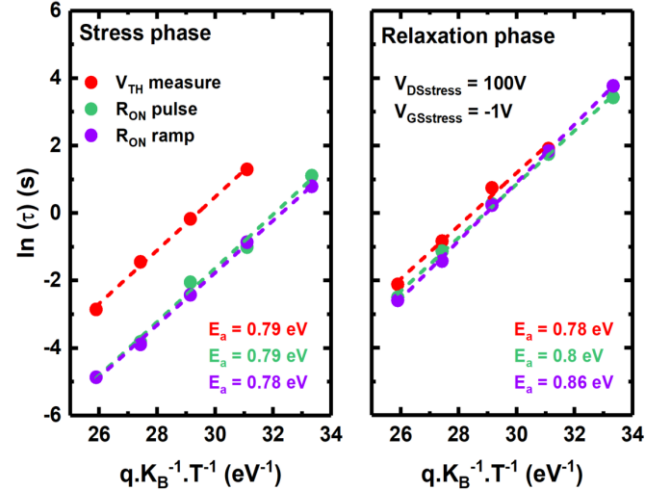 Stress phase
V_TH measure
R_ON pulse
R_ON ramp
E_a = 0.79 eV
E_a = 0.79 eV
E_a = 0.78 eV
Relaxation phase
V_DSstress = 100V
V_GSstress = -1V
E_a = 0.78 eV
E_a = 0.8 eV
E_a = 0.86 eV
ln (τ) (s)
6
4
2
0
-2
-4
-6
26 28 30 32 34
26 28 30 32 34
q.K_B^-1.T^-1 (eV^-1)
q.K_B^-1.T^-1 (eV^-1)